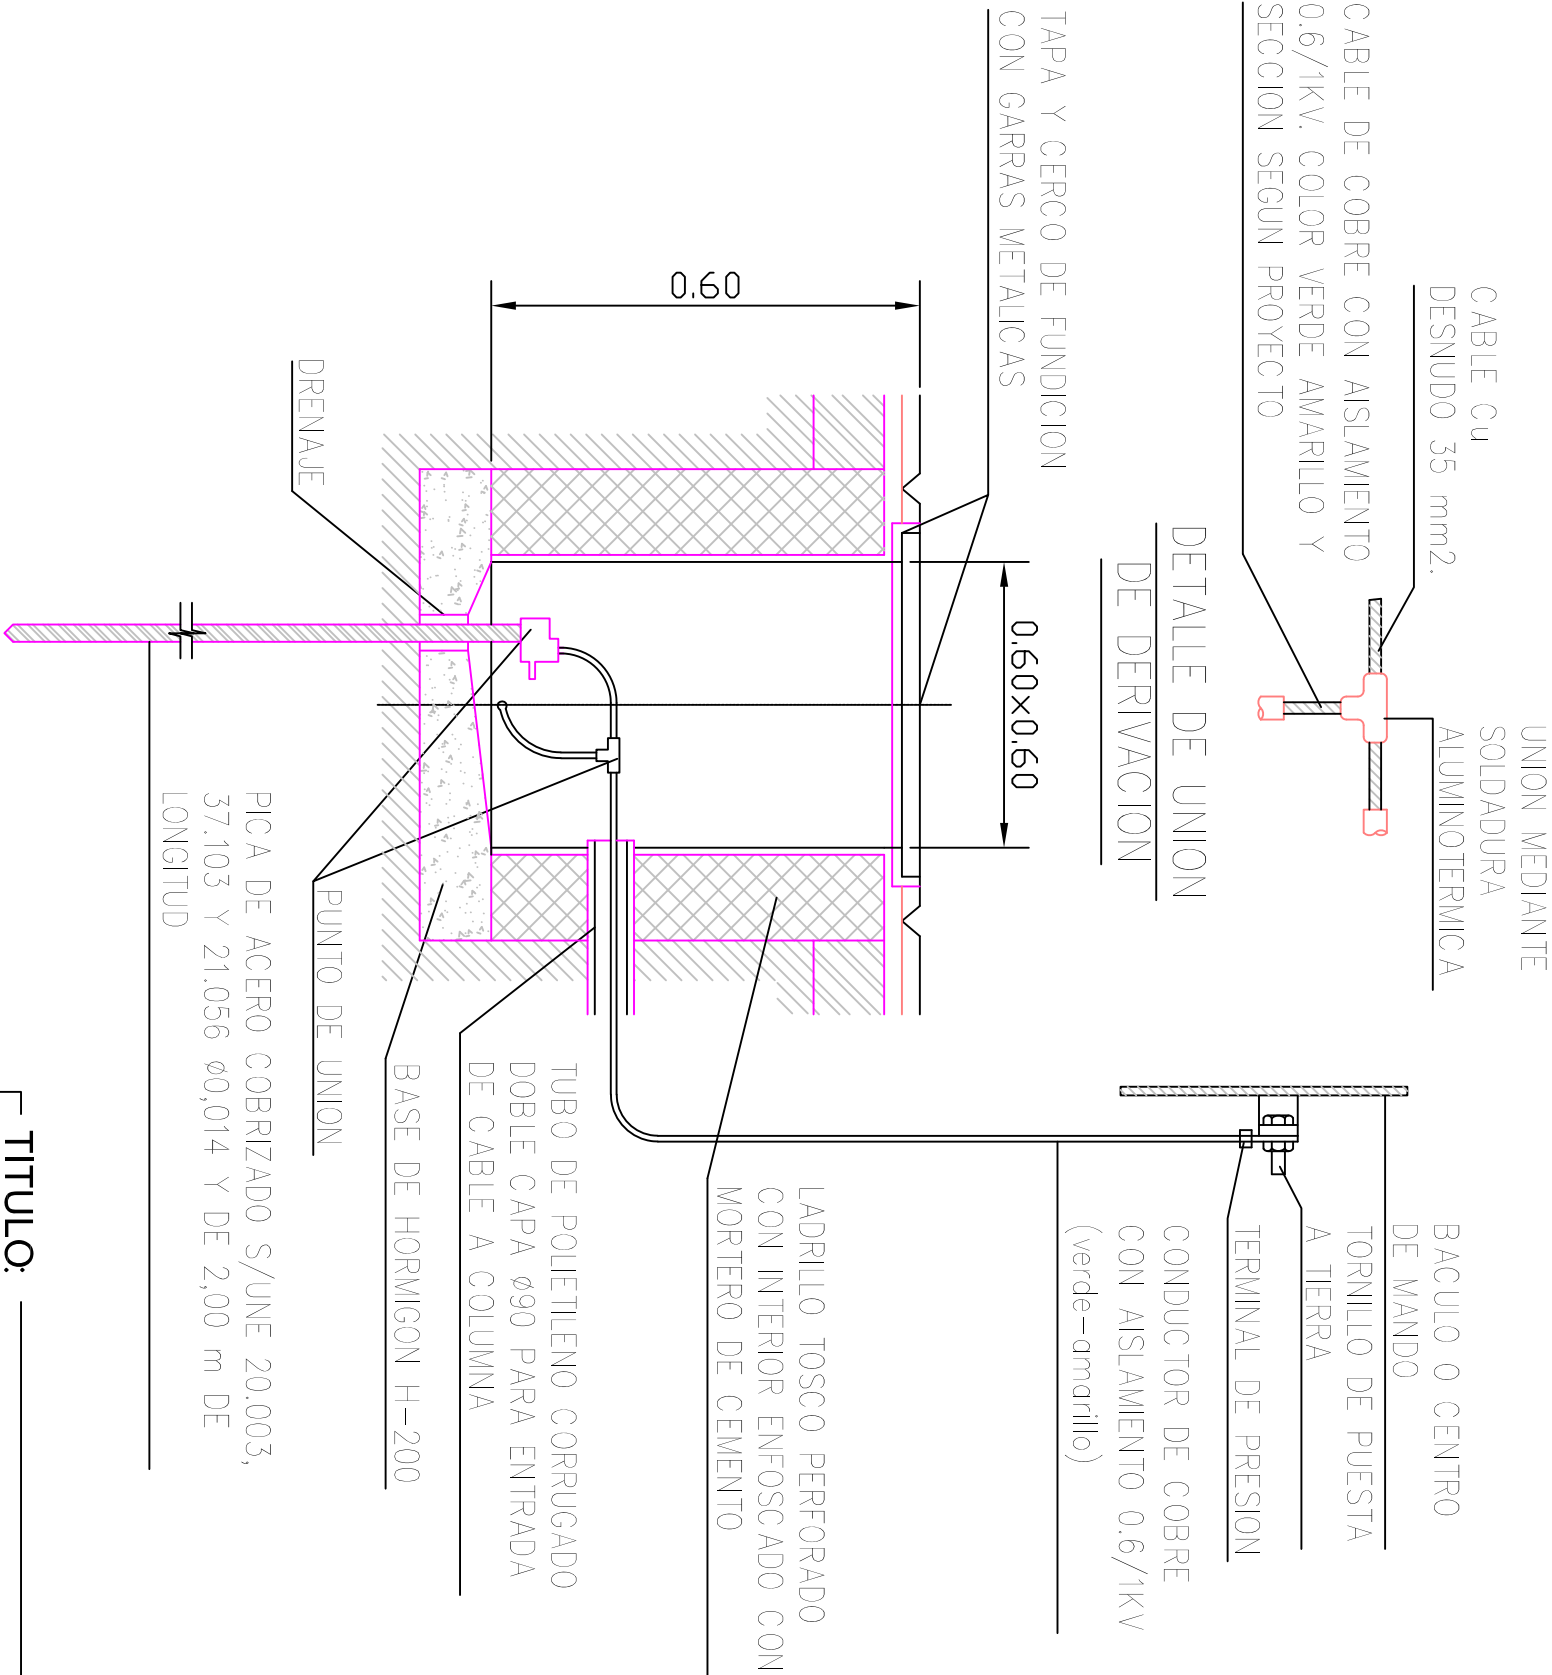 CABLE Cu
DESNUDO 35 mm2.
CABLE DE COBRE CON AISLAMIENTO
0.6/1KV. COLOR VERDE AMARILLO Y
SECCION SEGUN PROYECTO
UNION MEDIANTE
SOLDADURA
ALUMINOTERMICA
DETALLE DE UNION
DE DERIVACION
TAPA Y CERCO DE FUNDICION
CON GARRAS METALICAS
0.60
0.60x0.60
DRENAJE
BACULO O CENTRO
DE MANDO
TORNILLO DE PUESTA
A TIERRA
TERMINAL DE PRESION
CONDUCTOR DE COBRE
CON AISLAMIENTO 0.6/1KV
(verde-amarillo)
LADRILLO TOSCO PERFORADO
CON INTERIOR ENFOSCADO CON
MORTERO DE CEMENTO
TUBO DE POLIETILENO CORRUGADO
DOBLE CAPA Ø90 PARA ENTRADA
DE CABLE A COLUMNA
BASE DE HORMIGON H-200
PUNTO DE UNION
PICA DE ACERO COBRIZADO S/UNE 20.003,
37.103 Y 21.056 Ø0,014 Y DE 2,00 m DE
LONGITUD
TITULO: